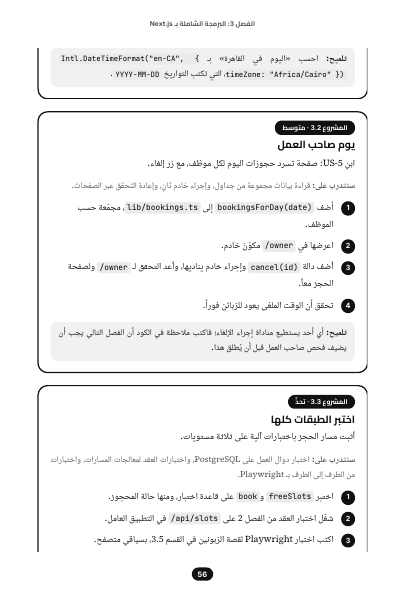 الفصل 3: البرمجة الشاملة بـ Next.js
تلميح: احسب «اليوم في القاهرة» بـ Intl.DateTimeFormat("en-CA", {
timeZone: "Africa/Cairo" })، التي تكتب التواريخ YYYY-MM-DD.
المشروع 3.2 · متوسط
يوم صاحب العمل
ابنِ US-5: صفحة تسرد حجوزات اليوم لكل موظف، مع زر إلغاء.
ستتدرب على: قراءة بيانات مجموعة من جداول، وإجراء خادم ثانٍ، وإعادة التحقق عبر الصفحات.
1 أضف bookingsForDay(date) إلى lib/bookings.ts، مجمّعة حسب
الموظف.
2 اعرضها في /owner مكوّن خادم.
3 أضف دالة cancel(id) وإجراء خادم يناديها، وأعد التحقق لـ /owner ولصفحة
الحجز معاً.
4 تحقق أن الوقت الملغى يعود للزبائن فوراً.
تلميح: أي أحد يستطيع مناداة إجراء الإلغاء؛ فاكتب ملاحظة في الكود أن الفصل التالي يجب أن
يضيف فحص صاحب العمل قبل أن يُطلق هذا.
المشروع 3.3 · تحدٍّ
اختبر الطبقات كلها
أثبت مسار الحجز باختبارات آلية على ثلاثة مستويات.
ستتدرب على: اختبار دوال العمل على PostgreSQL، واختبارات العقد لمعالجات المسارات، واختبارات
من الطرف إلى الطرف بـ Playwright.
1 اختبر freeSlots و book على قاعدة اختبار، ومنها حالة المحجوز.
2 شغّل اختبار العقد من الفصل 2 على /api/slots في التطبيق العامل.
3 اكتب اختبار Playwright لقصة الزبونين في القسم 3.5، بسياقي متصفح.
56